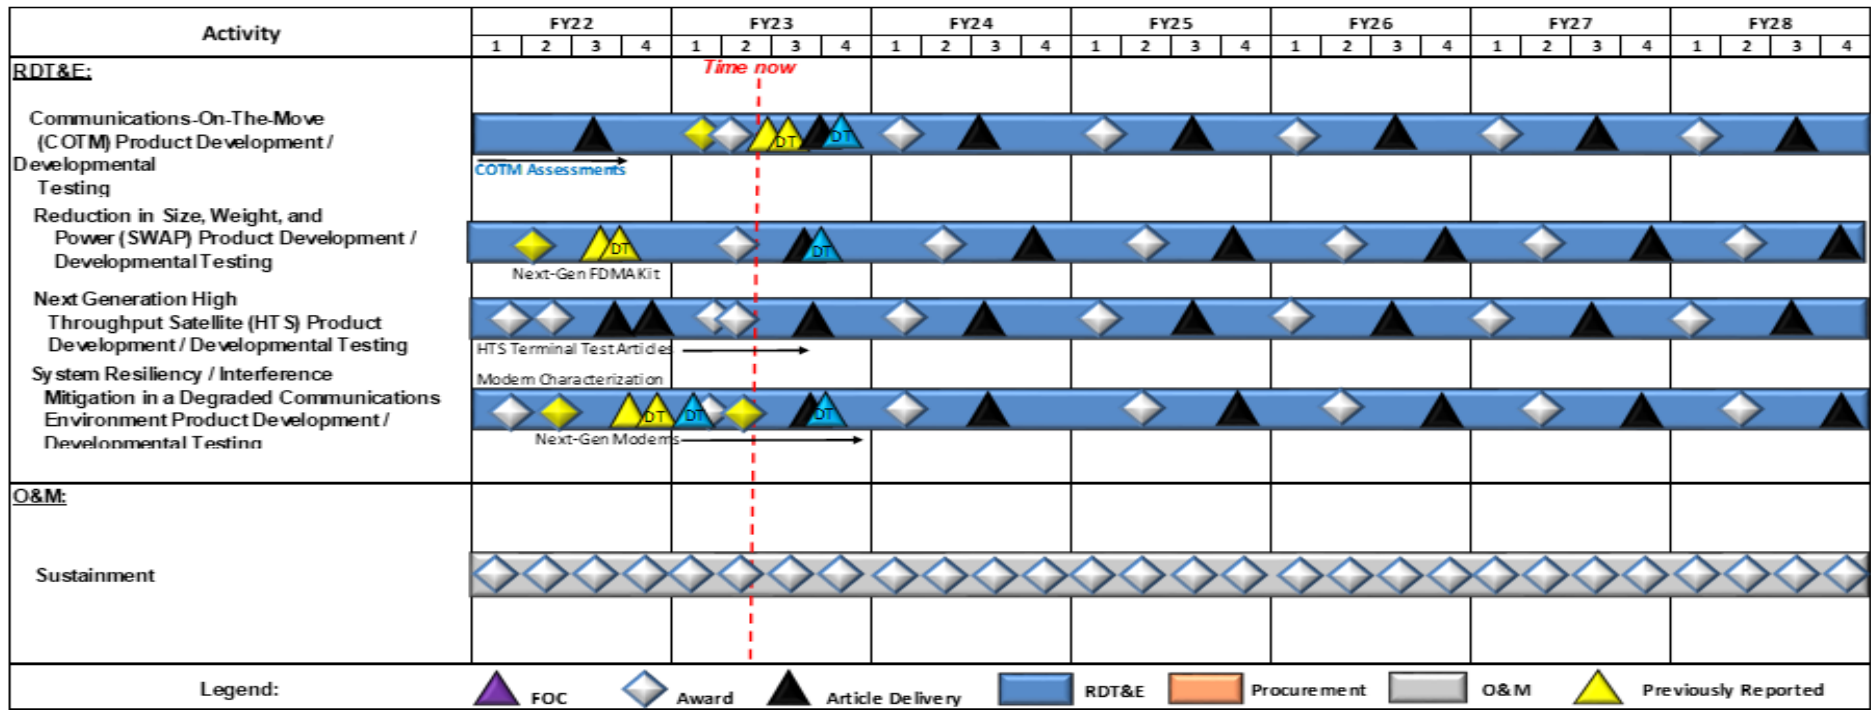 Activity
FY22 FY23 FY24 FY25 FY26 FY27 FY28
1 2 3 4 1 2 3 4 1 2 3 4 1 2 3 4 1 2 3 4 1 2 3 4 1 2 3 4
RDT&E:
Time now
Communications-On-The-Move
(COTM) Product Development /
Developmental
Testing
DT DT
COTM Assessments
Reduction in Size, Weight, and
Power (SWAP) Product Development /
Developmental Testing
DT DT
Next-Gen FDMA Kit
Next Generation High
Throughput Satellite (HTS) Product
Development / Developmental Testing
HTS Terminal Test Articles
System Resiliency / Interference
Mitigation in a Degraded Communications
Environment Product Development /
Developmental Testing
Modem Characterization
DT DT DT
Next-Gen Modems
O&M:
Sustainment
Legend: FOC Award Article Delivery RDT&E Procurement O&M Previously Reported